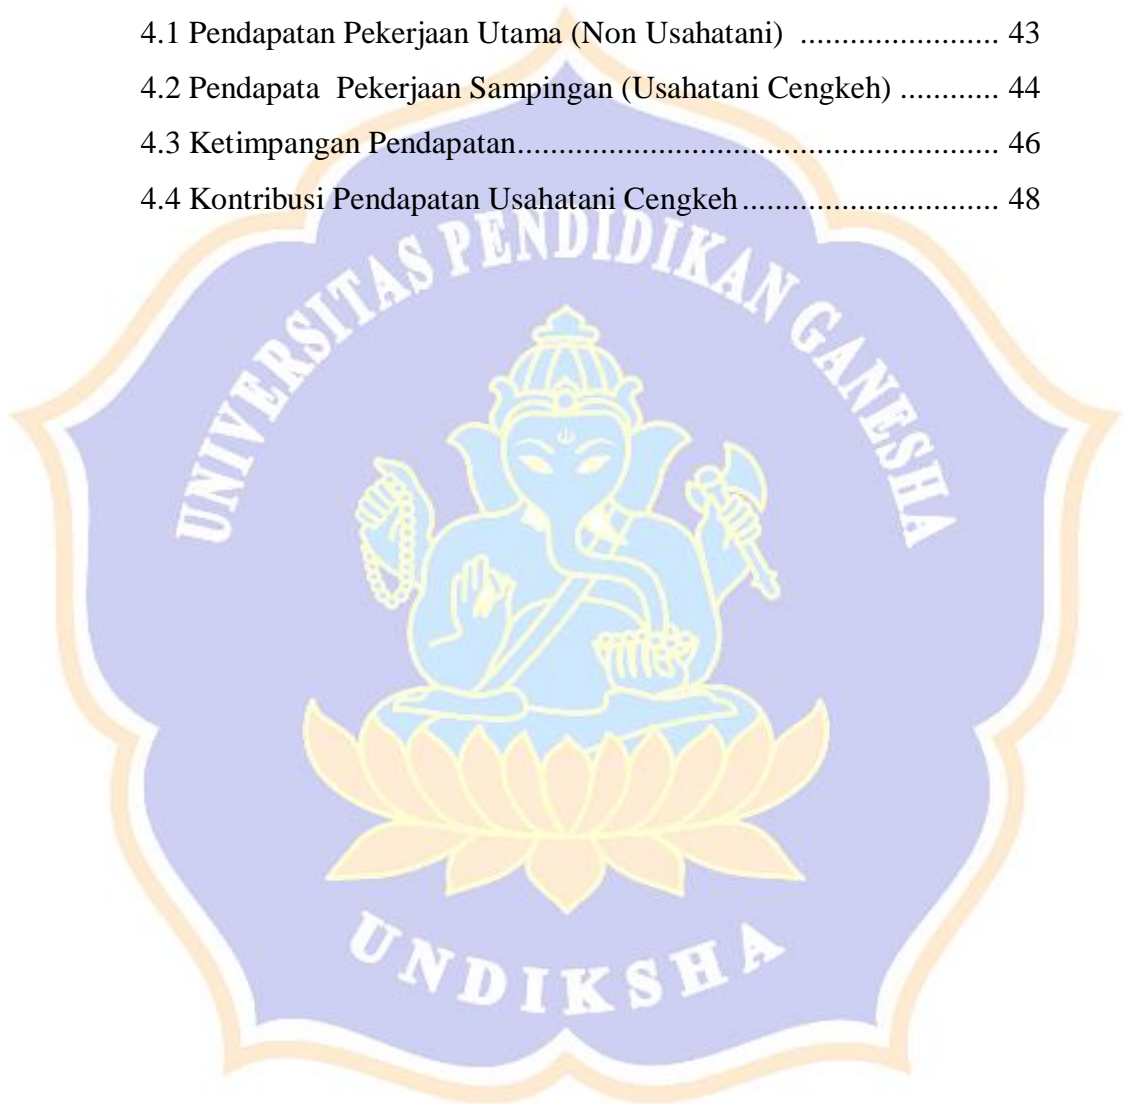 4.1 Pendapatan Pekerjaan Utama (Non Usahatani) ........................ 43
4.2 Pendapata Pekerjaan Sampingan (Usahatani Cengkeh) ............ 44
4.3 Ketimpangan Pendapatan.......................................................... 46
4.4 Kontribusi Pendapatan Usahatani Cengkeh............................... 48
UNIVERSITAS PENDIDIKAN GANESHA
UNDIKSHA